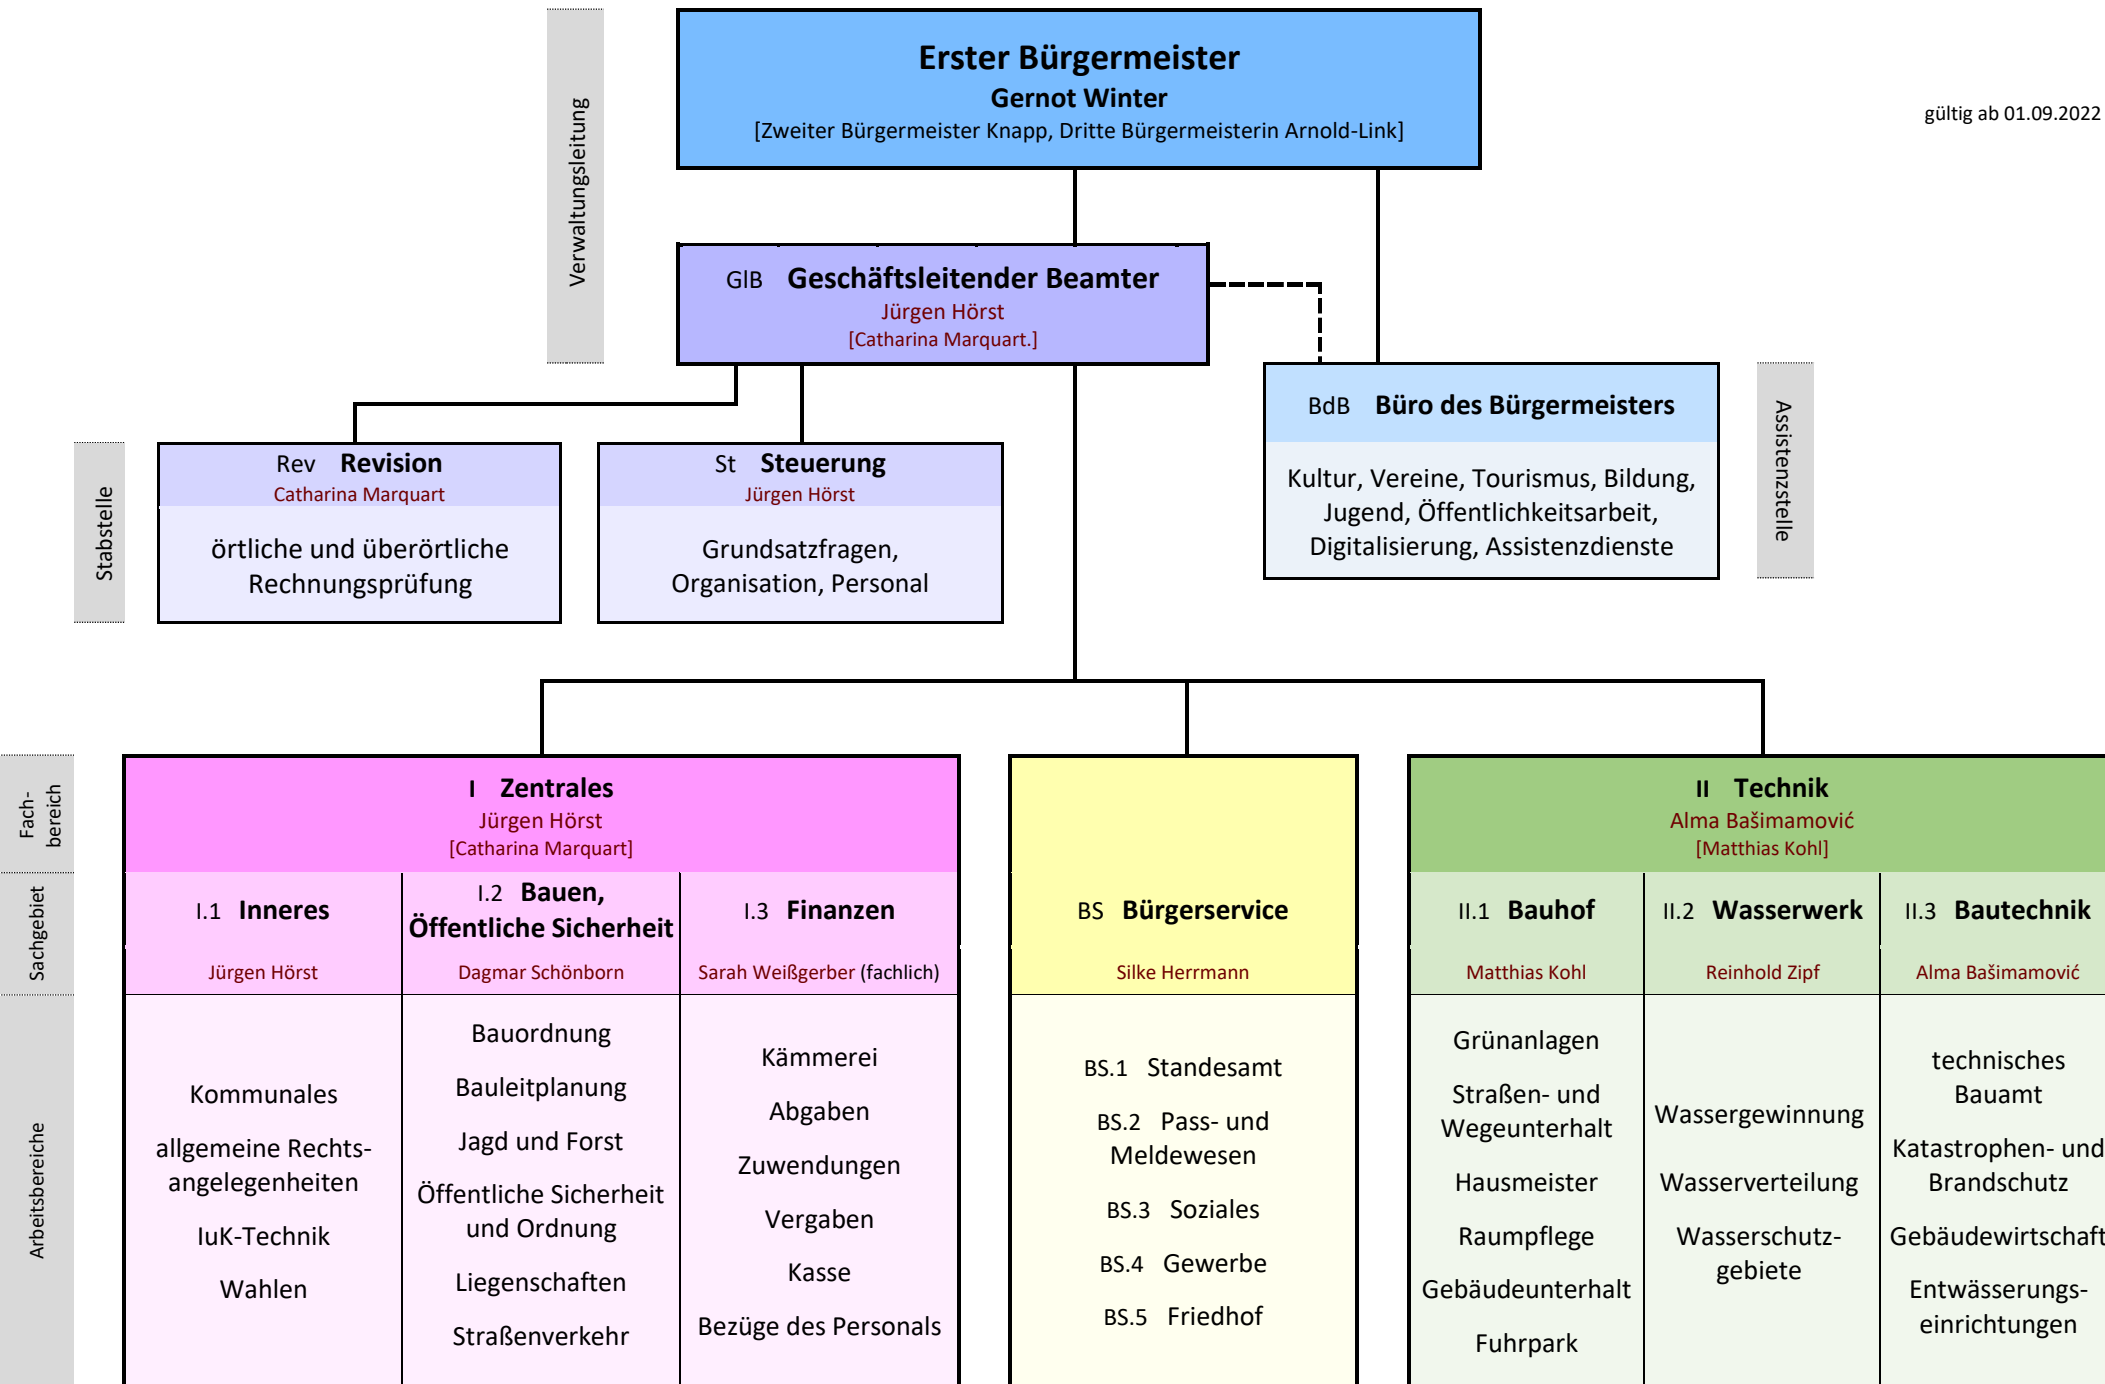 Erster Bürgermeister
Gernot Winter
[Zweiter Bürgermeister Knapp, Dritte Bürgermeisterin Arnold-Link]
gültig ab 01.09.2022
Verwaltungsleitung
GlB Geschäftsleitender Beamter
Jürgen Hörst
[Catharina Marquart.]
BdB Büro des Bürgermeisters
Kultur, Vereine, Tourismus, Bildung,
Jugend, Öffentlichkeitsarbeit,
Digitalisierung, Assistenzdienste
Assistenzstelle
Stabstelle
Rev Revision
Catharina Marquart
örtliche und überörtliche
Rechnungsprüfung
St Steuerung
Jürgen Hörst
Grundsatzfragen,
Organisation, Personal
Fach-
bereich
I Zentrales
Jürgen Hörst
[Catharina Marquart]
II Technik
Alma Bašimamović
[Matthias Kohl]
Sachgebiet
I.1 Inneres
Jürgen Hörst
I.2 Bauen,
Öffentliche Sicherheit
Dagmar Schönborn
I.3 Finanzen
Sarah Weißgerber (fachlich)
BS Bürgerservice
Silke Herrmann
II.1 Bauhof
Matthias Kohl
II.2 Wasserwerk
Reinhold Zipf
II.3 Bautechnik
Alma Bašimamović
Arbeitsbereiche
Kommunales
allgemeine Rechts-
angelegenheiten
IuK-Technik
Wahlen
Bauordnung
Bauleitplanung
Jagd und Forst
Öffentliche Sicherheit
und Ordnung
Liegenschaften
Straßenverkehr
Kämmerei
Abgaben
Zuwendungen
Vergaben
Kasse
Bezüge des Personals
BS.1 Standesamt
BS.2 Pass- und
Meldewesen
BS.3 Soziales
BS.4 Gewerbe
BS.5 Friedhof
Grünanlagen
Straßen- und
Wegeunterhalt
Hausmeister
Raumpflege
Gebäudeunterhalt
Fuhrpark
Wassergewinnung
Wasserverteilung
Wasserschutz-
gebiete
technisches
Bauamt
Katastrophen- und
Brandschutz
Gebäudewirtschaft
Entwässerungs-
einrichtungen